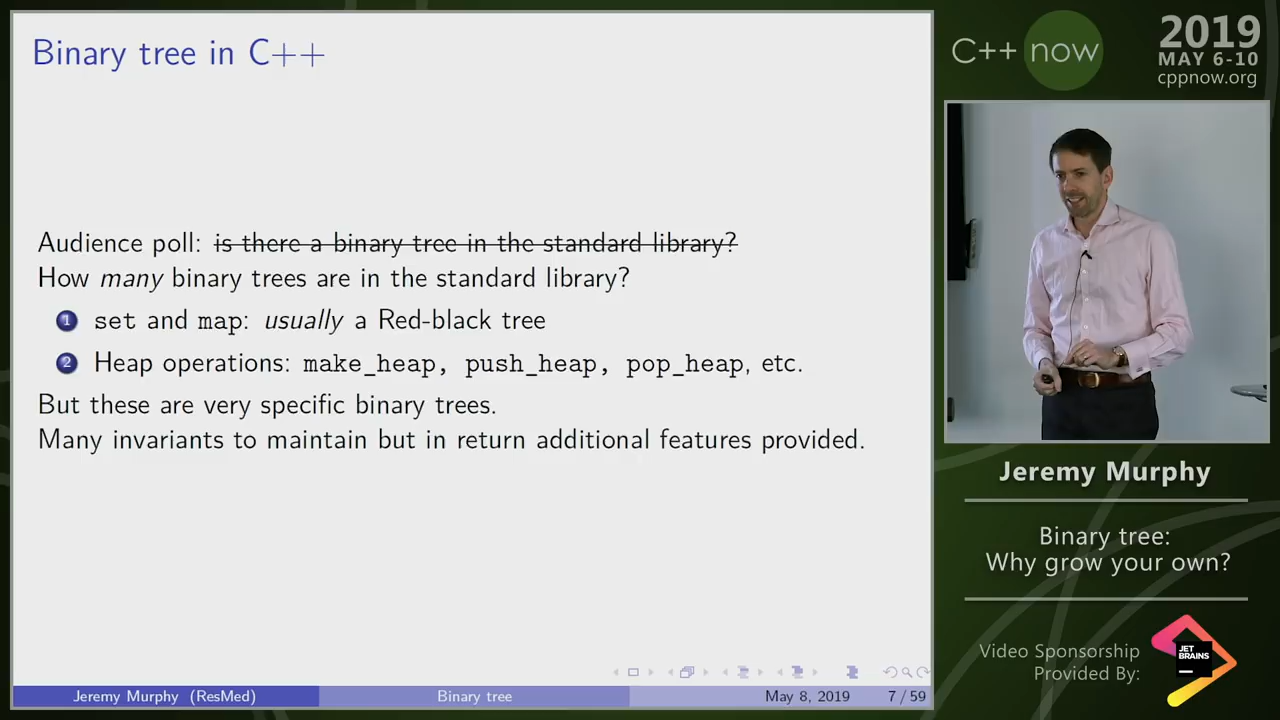 Binary tree in C++
Audience poll: is there a binary tree in the standard library?
How many binary trees are in the standard library?
1 set and map: usually a Red-black tree
2 Heap operations: make_heap, push_heap, pop_heap, etc.
But these are very specific binary trees.
Many invariants to maintain but in return additional features provided.
Jeremy Murphy (ResMed)
Binary tree
May 8, 2019
7 / 59
C++ now
2019
MAY 6-10
cppnow.org
Jeremy Murphy
Binary tree:
Why grow your own?
Video Sponsorship
Provided By:
JET
BRAINS